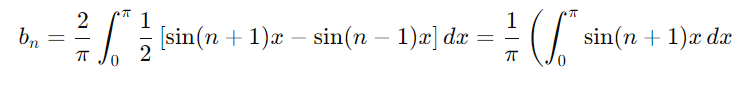 b_n = \frac{2}{\pi} \int_0^{\pi} \frac{1}{2} [\sin(n + 1)x - \sin(n - 1)x] \, dx = \frac{1}{\pi} \left( \int_0^{\pi} \sin(n + 1)x \, dx